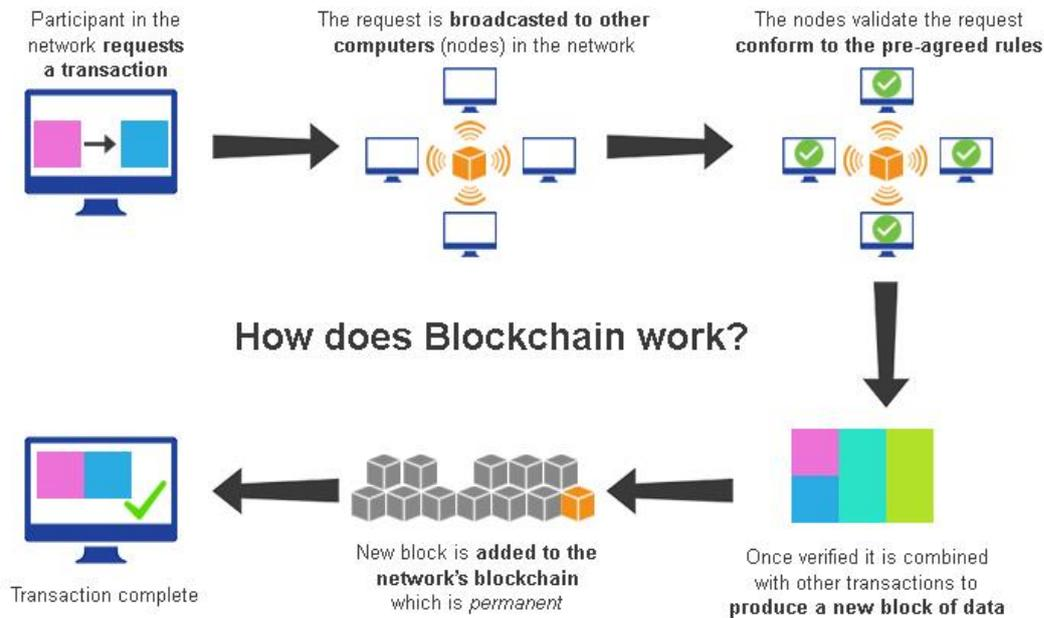 Participant in the
network requests
a transaction
The request is broadcasted to other
computers (nodes) in the network
The nodes validate the request
conform to the pre-agreed rules
How does Blockchain work?
Once verified it is combined
with other transactions to
produce a new block of data
New block is added to the
network's blockchain
which is permanent
Transaction complete